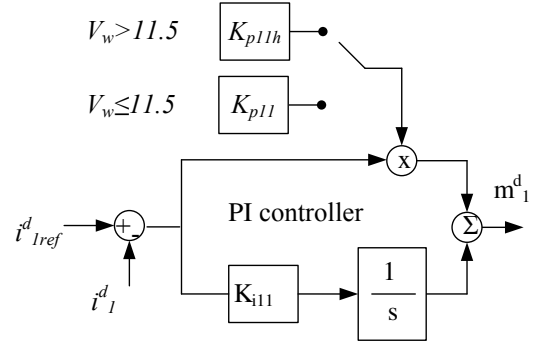 V_w>11.5
K_p11h
V_w≤11.5
K_p11
x
m^d_1
PI controller
+
-
Σ
i^d_1ref
i^d_1
K_i11
1
s